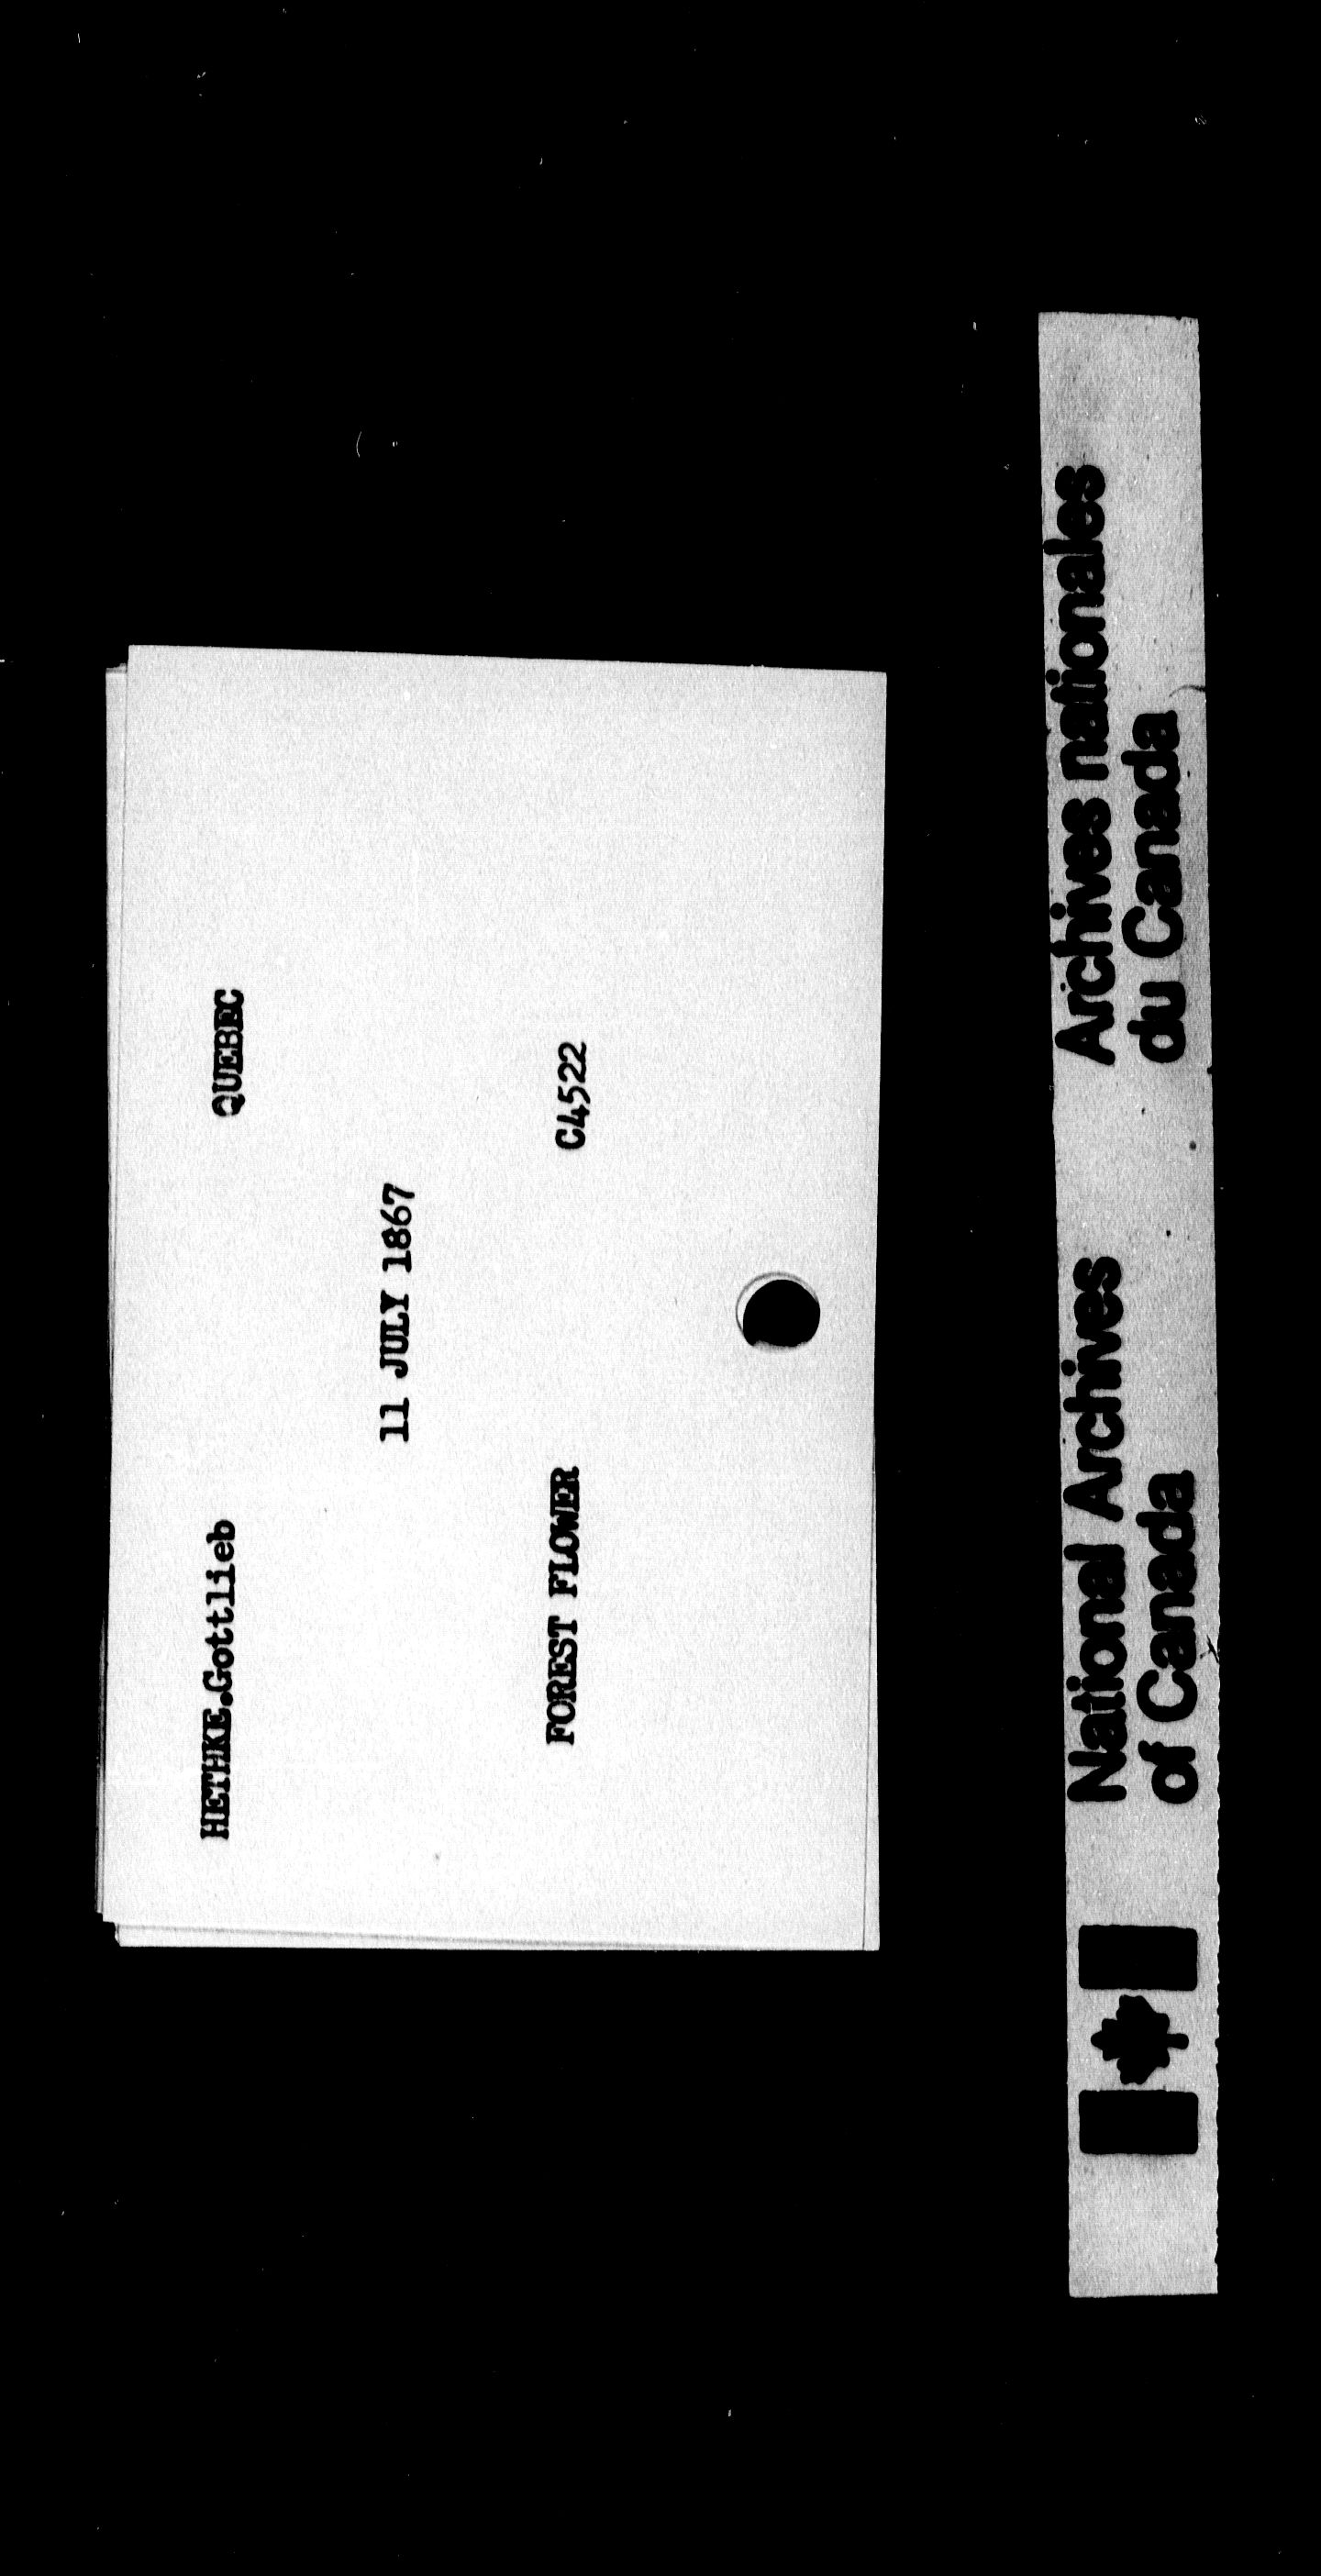 HETHKE.Gottlieb QUEBEC
11 JULY 1867
FOREST FLOWER C4522
National Archives Archives nationales
of Canada du Canada